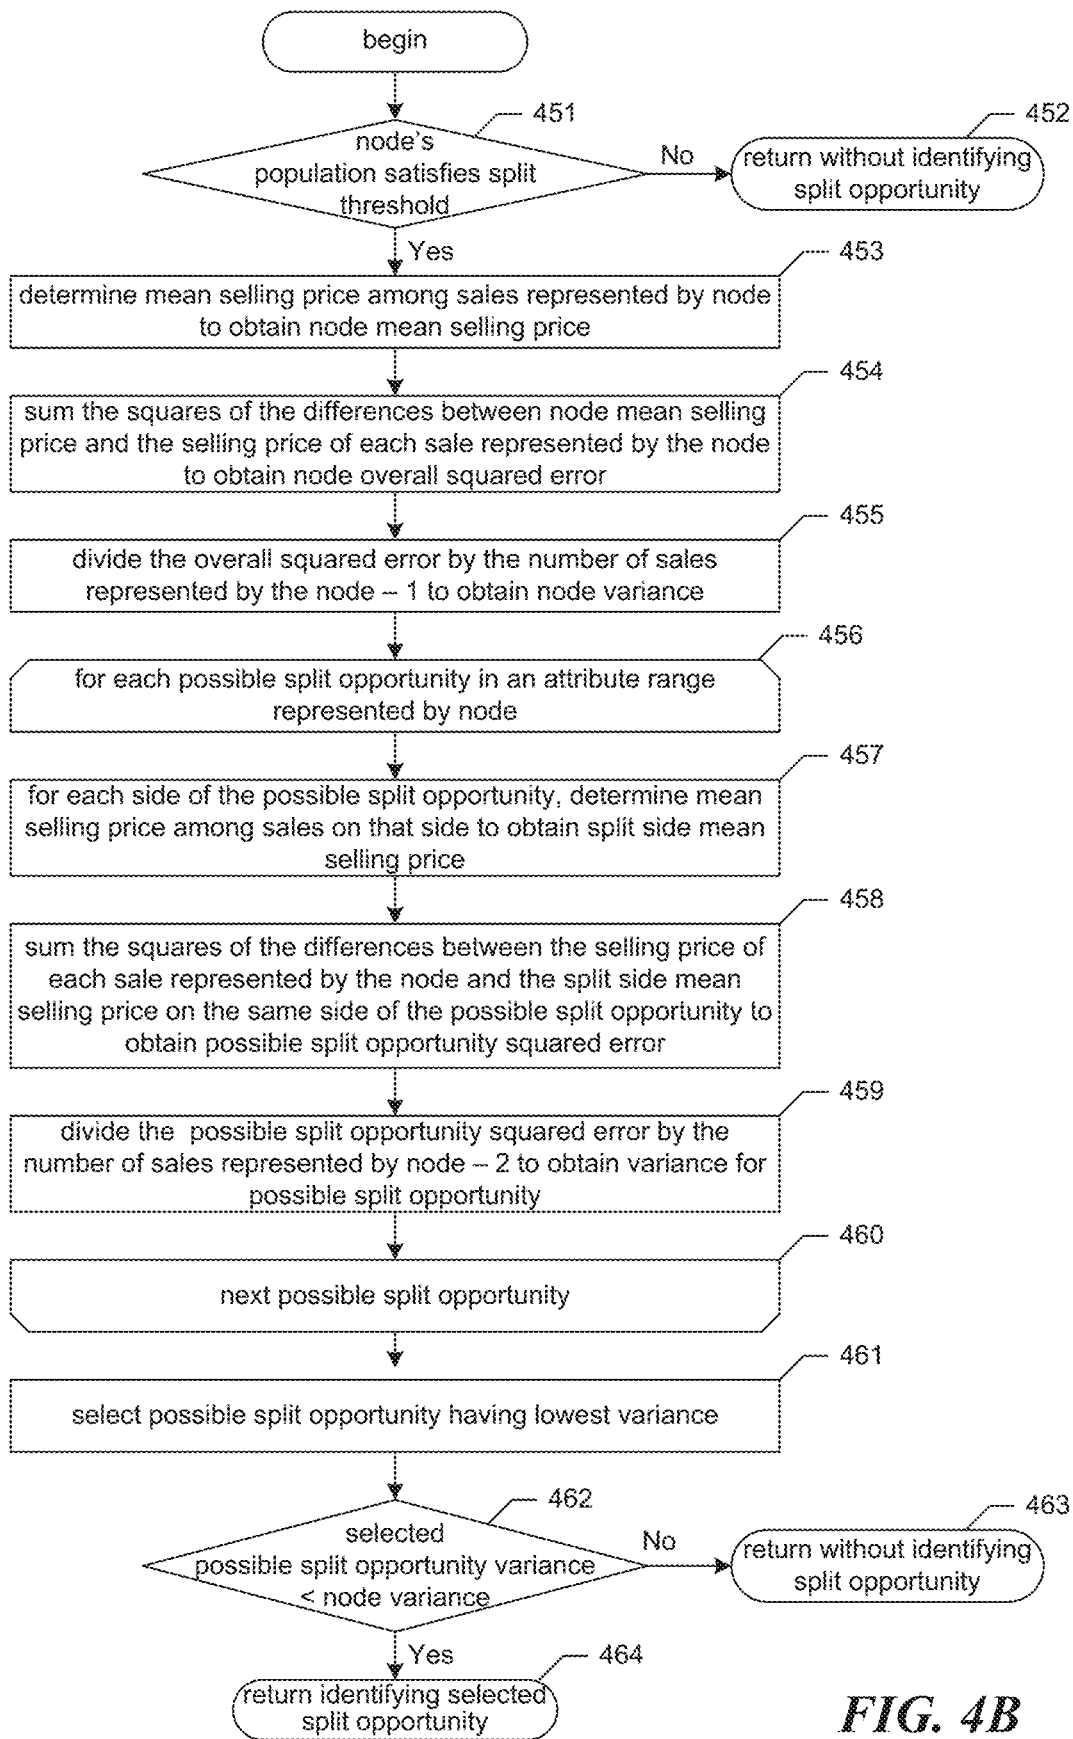 begin
451
node's
population satisfies split
threshold
No
452
return without identifying
split opportunity
Yes
453
determine mean selling price among sales represented by node
to obtain node mean selling price
454
sum the squares of the differences between node mean selling
price and the selling price of each sale represented by the node
to obtain node overall squared error
455
divide the overall squared error by the number of sales
represented by the node – 1 to obtain node variance
456
for each possible split opportunity in an attribute range
represented by node
457
for each side of the possible split opportunity, determine mean
selling price among sales on that side to obtain split side mean
selling price
458
sum the squares of the differences between the selling price of
each sale represented by the node and the split side mean
selling price on the same side of the possible split opportunity to
obtain possible split opportunity squared error
459
divide the possible split opportunity squared error by the
number of sales represented by node – 2 to obtain variance for
possible split opportunity
460
next possible split opportunity
461
select possible split opportunity having lowest variance
462
selected
possible split opportunity variance
< node variance
No
463
return without identifying
split opportunity
Yes
464
return identifying selected
split opportunity
FIG. 4B